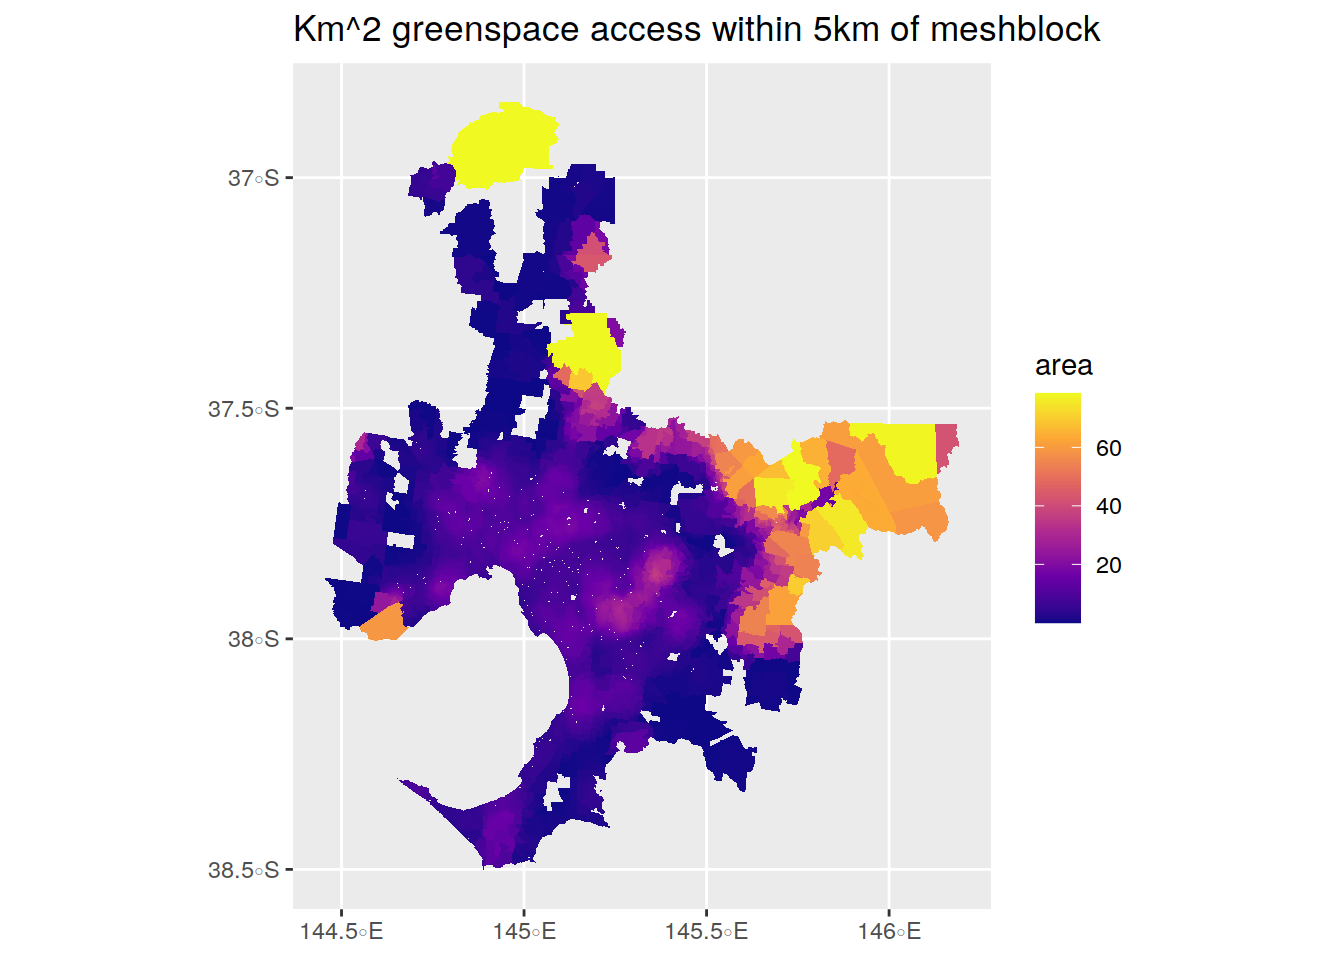 Km^2 greenspace access within 5km of meshblock
37◦S
37.5◦S
38◦S
38.5◦S
144.5◦E
145◦E
145.5◦E
146◦E
area
60
40
20